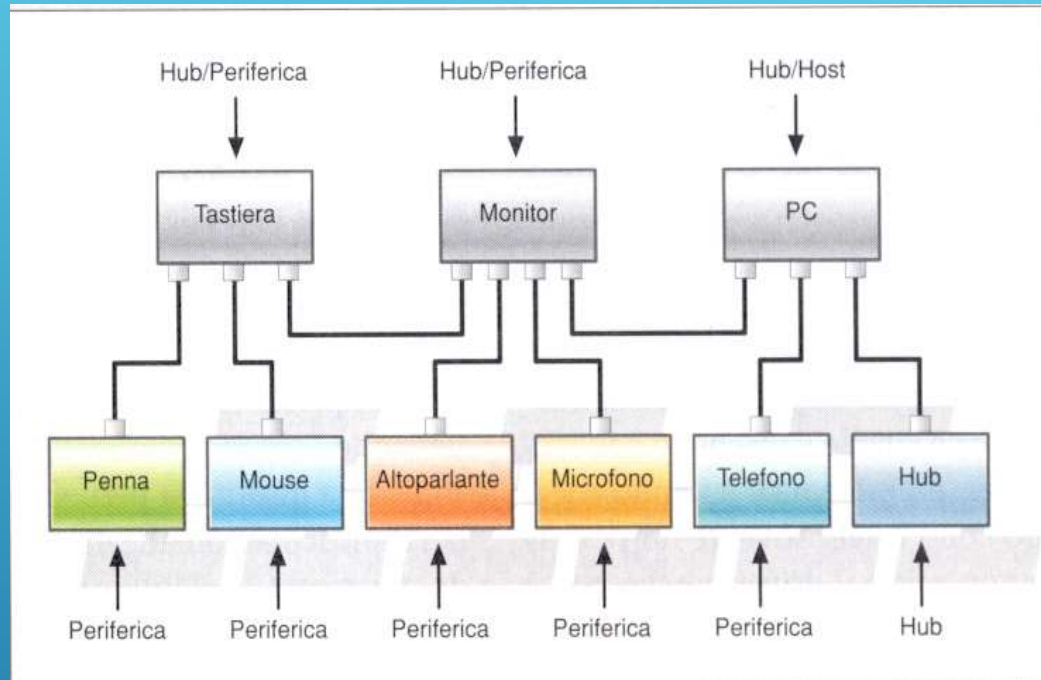 Hub/Periferica
Hub/Periferica
Hub/Host
Tastiera
Monitor
PC
Penna
Mouse
Altoparlante
Microfono
Telefono
Hub
Periferica
Periferica
Periferica
Periferica
Periferica
Hub